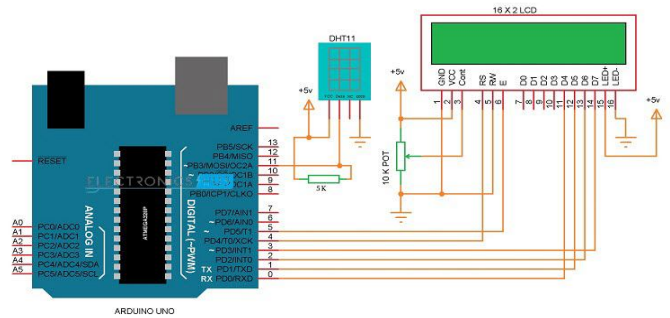 16 X 2 LCD
DHT11
+5v
VCC
GND
VCC
Cont
RS
RW
E
D0
D1
D2
D3
D4
D5
D6
D7
LED+
LED-
1
2
3
4
5
6
7
8
9
10
11
12
13
14
15
16
+5v
+5v
10 K POT
5 K
AREF
PB5/SCK 13
PB4/MISO 12
~ PB3/MOSI/OC2A 11
OC1B 10
OC1A 9
PB0/ICP1/CLKO 8
PD7/AIN1 7
~ PD6/AIN0 6
~ PD5/T1 5
PD4/T0/XCK 4
~ PD3/INT1 3
PD2/INT0 2
TX PD1/TXD 1
RX PD0/RXD 0
RESET
ELECTRONICS
ATMEGA328P
DIGITAL (~PWM)
ANALOG IN
A0 PC0/ADC0
A1 PC1/ADC1
A2 PC2/ADC2
A3 PC3/ADC3
A4 PC4/ADC4/SDA
A5 PC5/ADC5/SCL
ARDUINO UNO